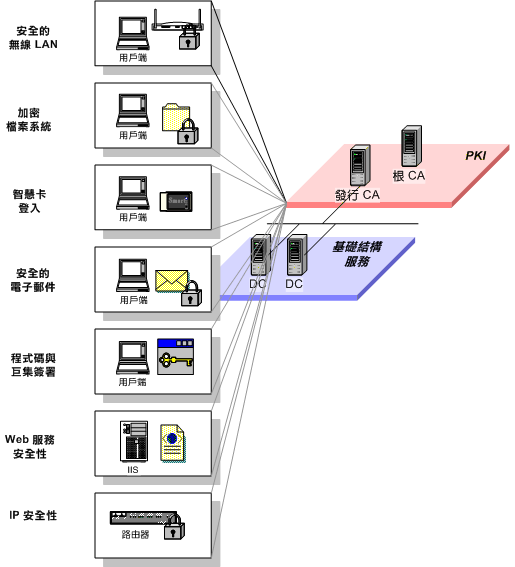 安全的
無線 LAN
用戶端
加密
檔案系統
用戶端
PKI
根 CA
發行 CA
智慧卡
登入
Smart
用戶端
基礎結構
服務
DC
DC
安全的
電子郵件
用戶端
程式碼與
巨集簽署
用戶端
Web 服務
安全性
IIS
IP 安全性
路由器